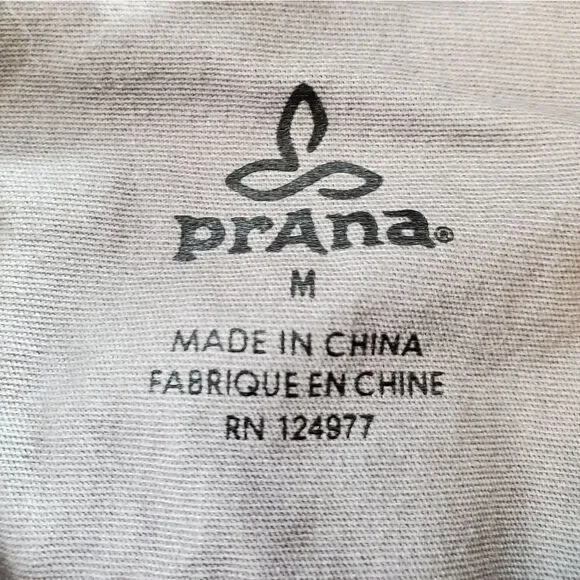 prAna®
M
MADE IN CHINA
FABRIQUE EN CHINE
RN 124977